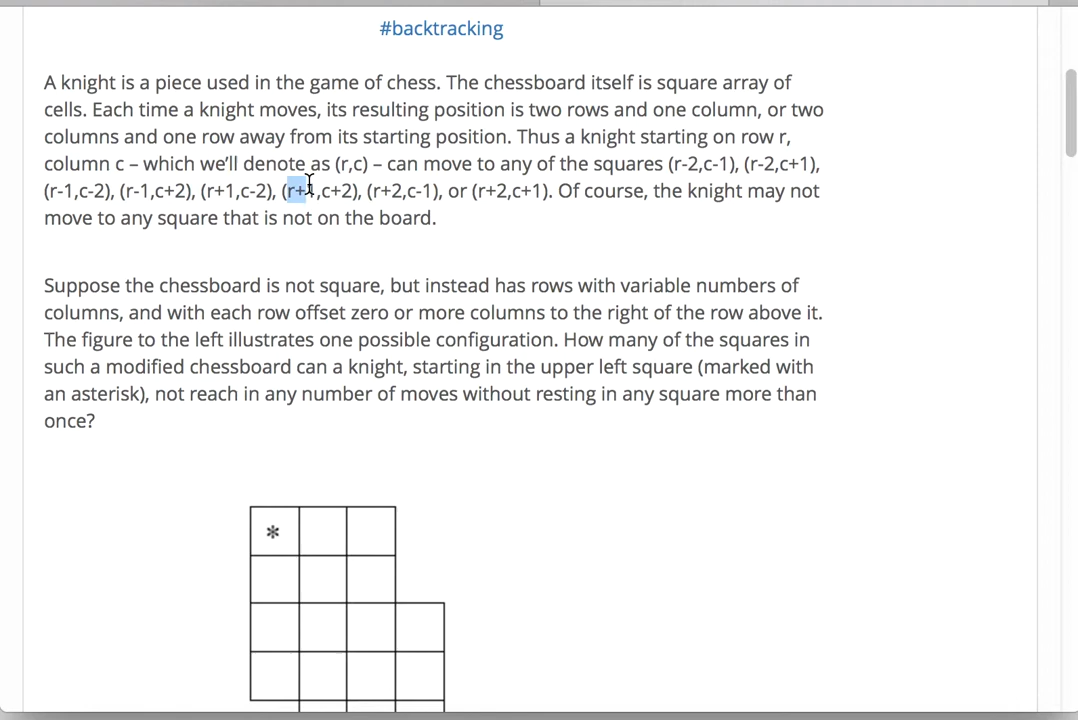 #backtracking
A knight is a piece used in the game of chess. The chessboard itself is square array of
cells. Each time a knight moves, its resulting position is two rows and one column, or two
columns and one row away from its starting position. Thus a knight starting on row r,
column c – which we’ll denote as (r,c) – can move to any of the squares (r-2,c-1), (r-2,c+1),
(r-1,c-2), (r-1,c+2), (r+1,c-2), (r+1,c+2), (r+2,c-1), or (r+2,c+1). Of course, the knight may not
move to any square that is not on the board.
Suppose the chessboard is not square, but instead has rows with variable numbers of
columns, and with each row offset zero or more columns to the right of the row above it.
The figure to the left illustrates one possible configuration. How many of the squares in
such a modified chessboard can a knight, starting in the upper left square (marked with
an asterisk), not reach in any number of moves without resting in any square more than
once?
*